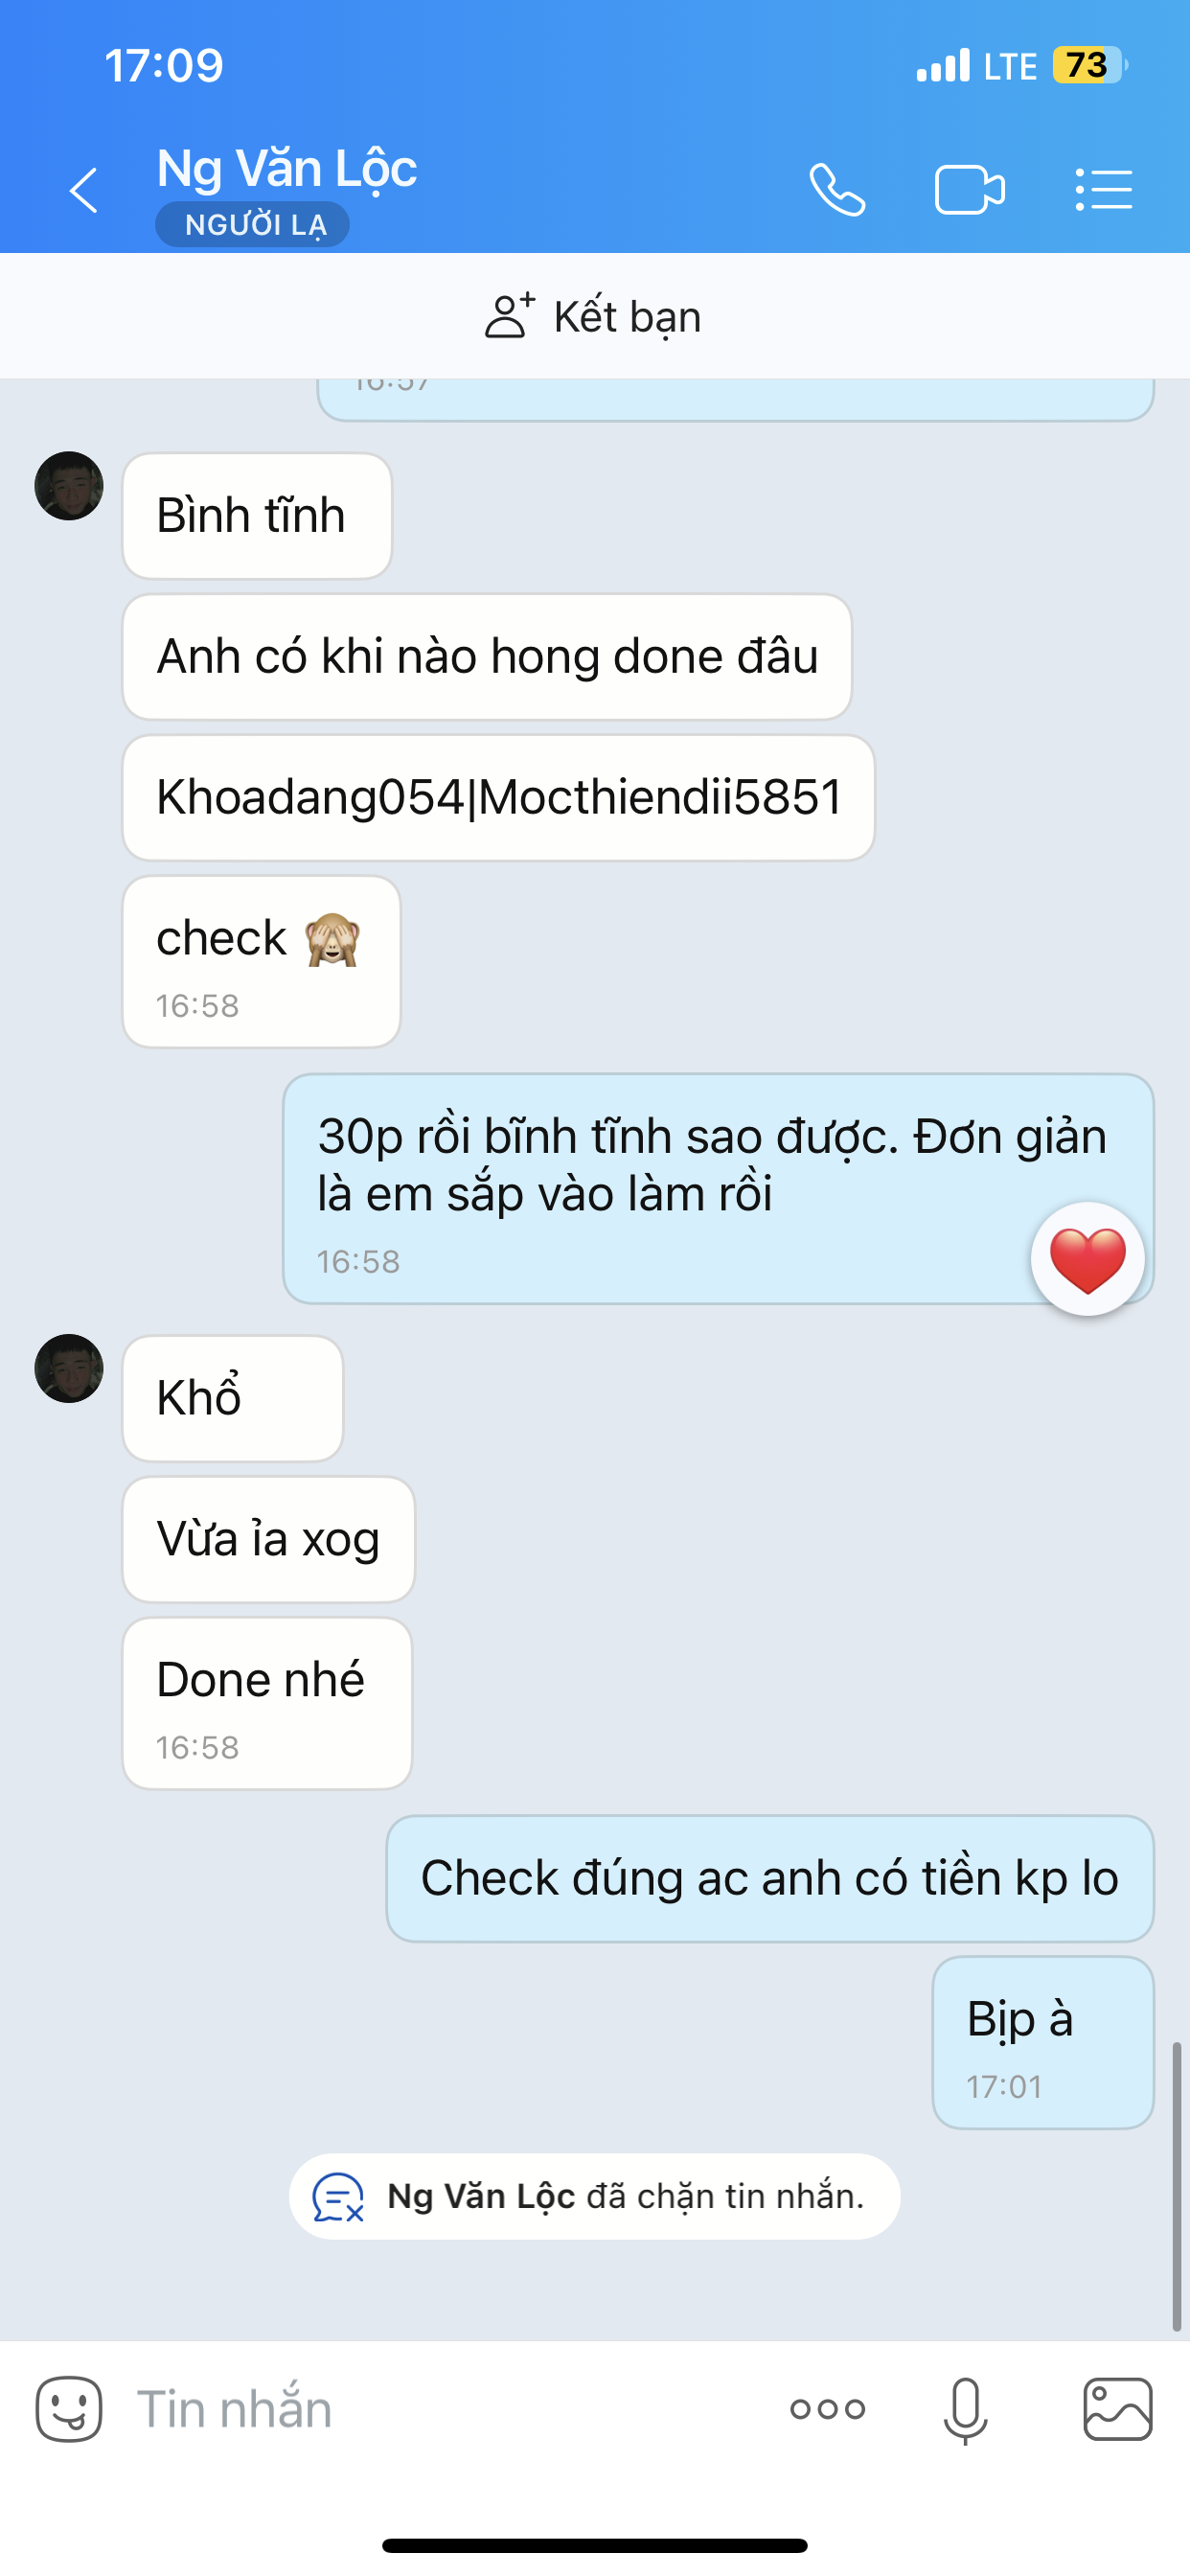 17:09
LTE 73
Ng Văn Lộc
NGƯỜI LẠ
Kết bạn
16:57
Bình tĩnh
Anh có khi nào hong done đâu
Khoadang054|Mocthiendii5851
check 🙈
16:58
30p rồi bĩnh tĩnh sao được. Đơn giản
là em sắp vào làm rồi
16:58
Khổ
Vừa ỉa xog
Done nhé
16:58
Check đúng ac anh có tiền kp lo
Bịp à
17:01
Ng Văn Lộc đã chặn tin nhắn.
Tin nhắn